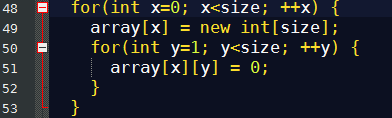 48 for(int x=0; x<size; ++x) {
49 array[x] = new int[size];
50 for(int y=1; y<size; ++y) {
51 array[x][y] = 0;
52 }
53 }